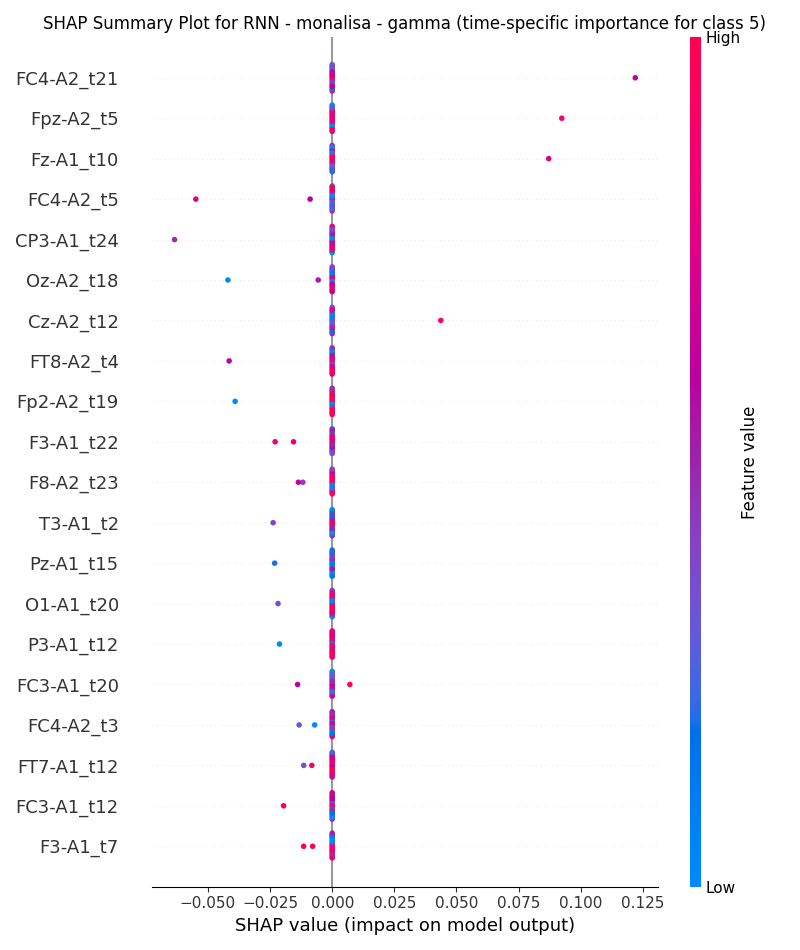 SHAP Summary Plot for RNN - monalisa - gamma (time-specific importance for class 5)
High
FC4-A2_t21
Fpz-A2_t5
Fz-A1_t10
FC4-A2_t5
CP3-A1_t24
Oz-A2_t18
Cz-A2_t12
FT8-A2_t4
Fp2-A2_t19
F3-A1_t22
F8-A2_t23
T3-A1_t2
Pz-A1_t15
O1-A1_t20
P3-A1_t12
FC3-A1_t20
FC4-A2_t3
FT7-A1_t12
FC3-A1_t12
F3-A1_t7
Feature value
Low
−0.050 −0.025 0.000 0.025 0.050 0.075 0.100 0.125
SHAP value (impact on model output)